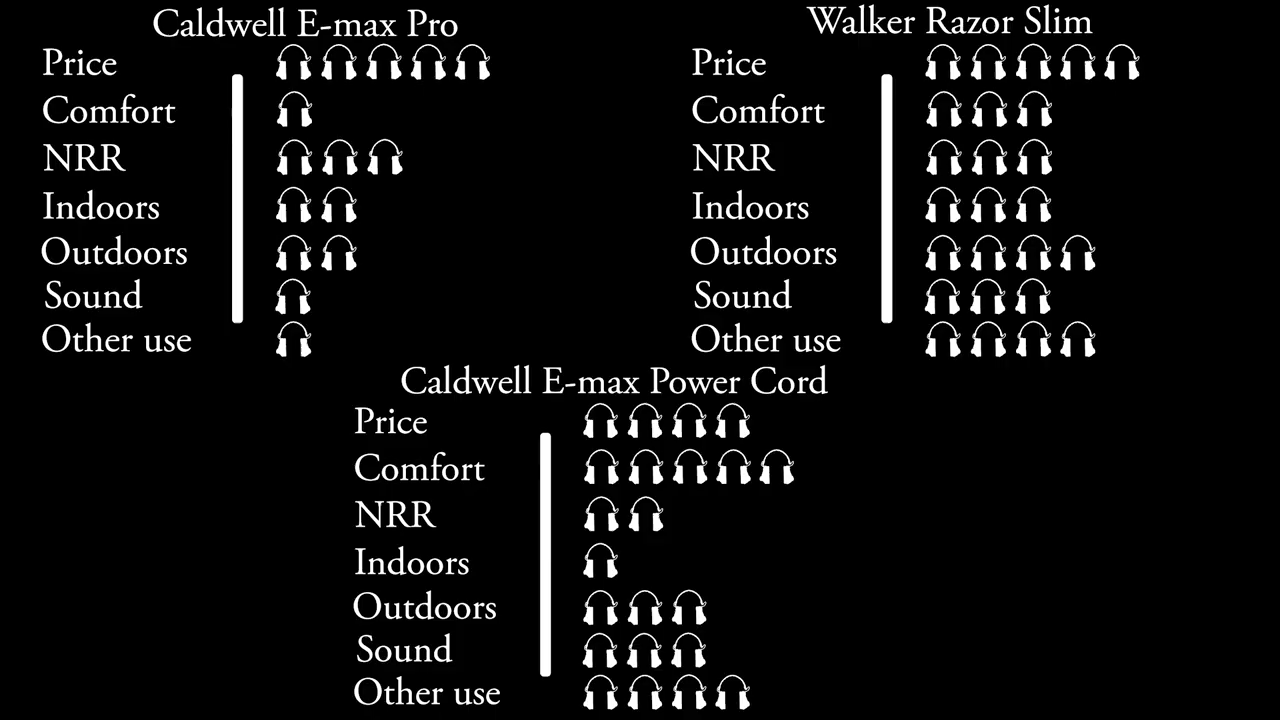 Caldwell E-max Pro
Price
Comfort
NRR
Indoors
Outdoors
Sound
Other use
Walker Razor Slim
Price
Comfort
NRR
Indoors
Outdoors
Sound
Other use
Caldwell E-max Power Cord
Price
Comfort
NRR
Indoors
Outdoors
Sound
Other use